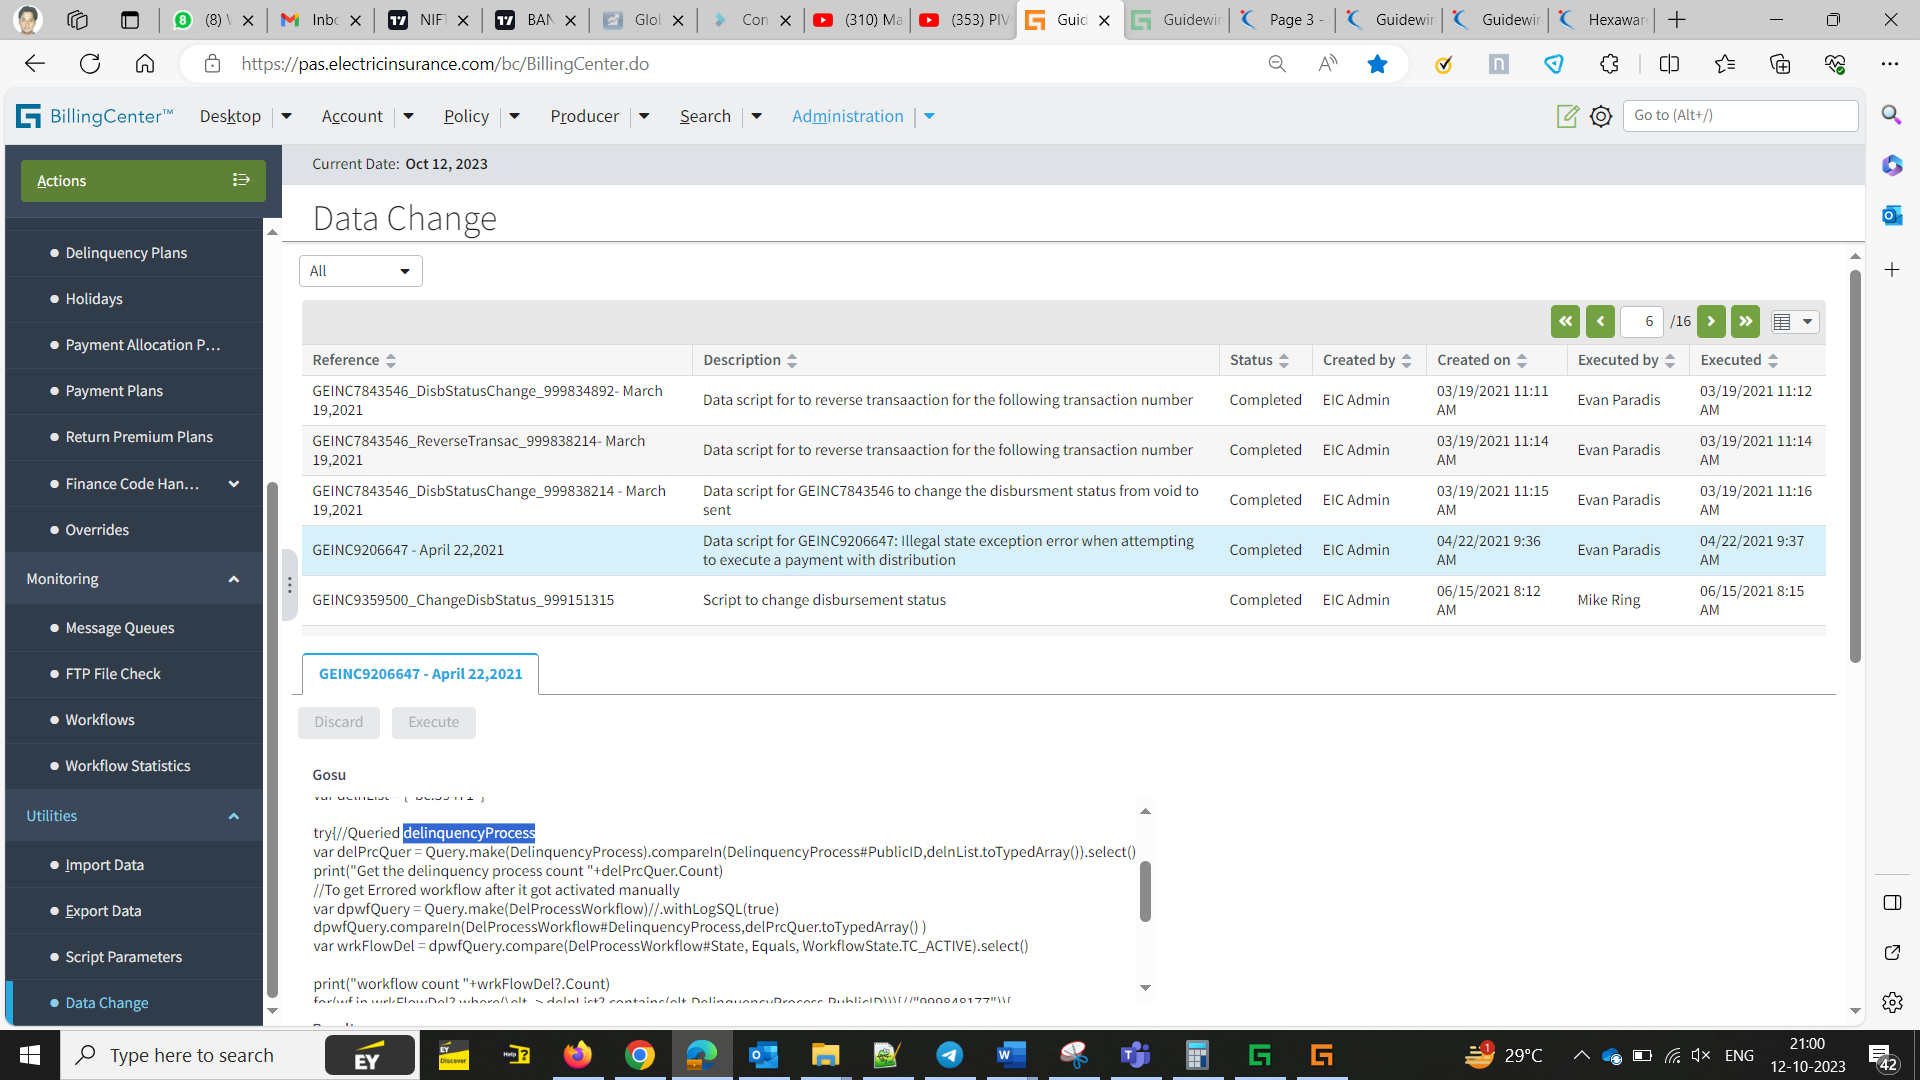 (8) W
Inbo
NIFT
BAN
Glob
Con
(310) Ma
(353) PIV
Guid
Guidewir
Page 3 -
Guidewir
Guidewir
Hexaware
https://pas.electricinsurance.com/bc/BillingCenter.do
BillingCenter™
Desktop
Account
Policy
Producer
Search
Administration
Go to (Alt+/)
Actions
Current Date: Oct 12, 2023
Data Change
All
6 /16
Delinquency Plans
Holidays
Payment Allocation P...
Payment Plans
Return Premium Plans
Finance Code Han...
Overrides
Monitoring
Message Queues
FTP File Check
Workflows
Workflow Statistics
Utilities
Import Data
Export Data
Script Parameters
Data Change
Reference Description Status Created by Created on Executed by Executed
GEINC7843546_DisbStatusChange_999834892- March 19,2021 Data script for to reverse transaaction for the following transaction number Completed EIC Admin 03/19/2021 11:11 AM Evan Paradis 03/19/2021 11:12 AM
GEINC7843546_ReverseTransac_999838214- March 19,2021 Data script for to reverse transaaction for the following transaction number Completed EIC Admin 03/19/2021 11:14 AM Evan Paradis 03/19/2021 11:14 AM
GEINC7843546_DisbStatusChange_999838214 - March 19,2021 Data script for GEINC7843546 to change the disbursment status from void to sent Completed EIC Admin 03/19/2021 11:15 AM Evan Paradis 03/19/2021 11:16 AM
GEINC9206647 - April 22,2021 Data script for GEINC9206647: Illegal state exception error when attempting to execute a payment with distribution Completed EIC Admin 04/22/2021 9:36 AM Evan Paradis 04/22/2021 9:37 AM
GEINC9359500_ChangeDisbStatus_999151315 Script to change disbursement status Completed EIC Admin 06/15/2021 8:12 AM Mike Ring 06/15/2021 8:15 AM
GEINC9206647 - April 22,2021
Discard
Execute
Gosu
try{//Queried delinquencyProcess
var delPrcQuer = Query.make(DelinquencyProcess).compareIn(DelinquencyProcess#PublicID,delnList.toTypedArray()).select()
print("Get the delinquency process count "+delPrcQuer.Count)
//To get Errored workflow after it got activated manually
var dpwfQuery = Query.make(DelProcessWorkflow)//.withLogSQL(true)
dpwfQuery.compareIn(DelProcessWorkflow#DelinquencyProcess,delPrcQuer.toTypedArray() )
var wrkFlowDel = dpwfQuery.compare(DelProcessWorkflow#State, Equals, WorkflowState.TC_ACTIVE).select()
print("workflow count "+wrkFlowDel?.Count)
Type here to search
EY
EY
Discover
Help ?
1
29°C
ENG
21:00
12-10-2023
42